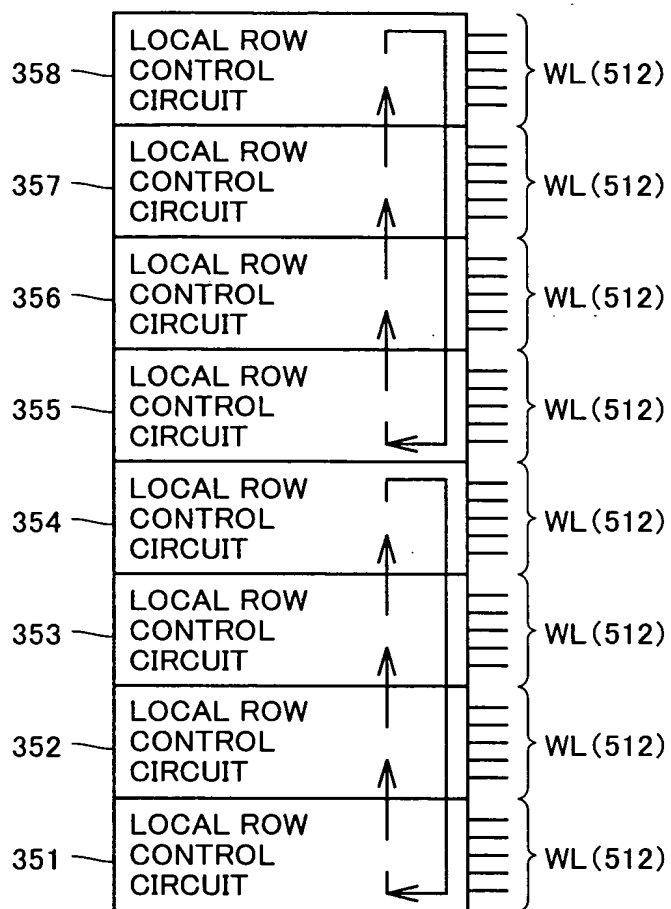 LOCAL ROW
358 CONTROL WL(512)
CIRCUIT
LOCAL ROW
357 CONTROL WL(512)
CIRCUIT
LOCAL ROW
356 CONTROL WL(512)
CIRCUIT
LOCAL ROW
355 CONTROL WL(512)
CIRCUIT
LOCAL ROW
354 CONTROL WL(512)
CIRCUIT
LOCAL ROW
353 CONTROL WL(512)
CIRCUIT
LOCAL ROW
352 CONTROL WL(512)
CIRCUIT
LOCAL ROW
351 CONTROL WL(512)
CIRCUIT